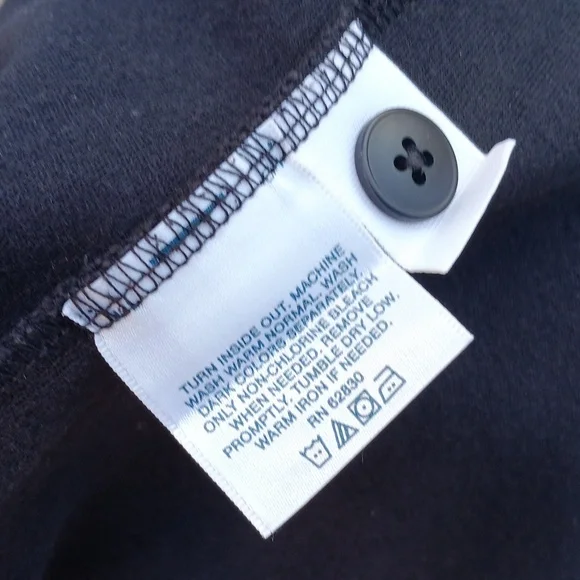 TURN INSIDE OUT. MACHINE
WASH WARM NORMAL. WASH
DARK COLORS SEPARATELY.
ONLY NON-CHLORINE BLEACH
WHEN NEEDED. REMOVE
PROMPTLY. TUMBLE DRY LOW.
WARM IRON IF NEEDED.
RN 62830